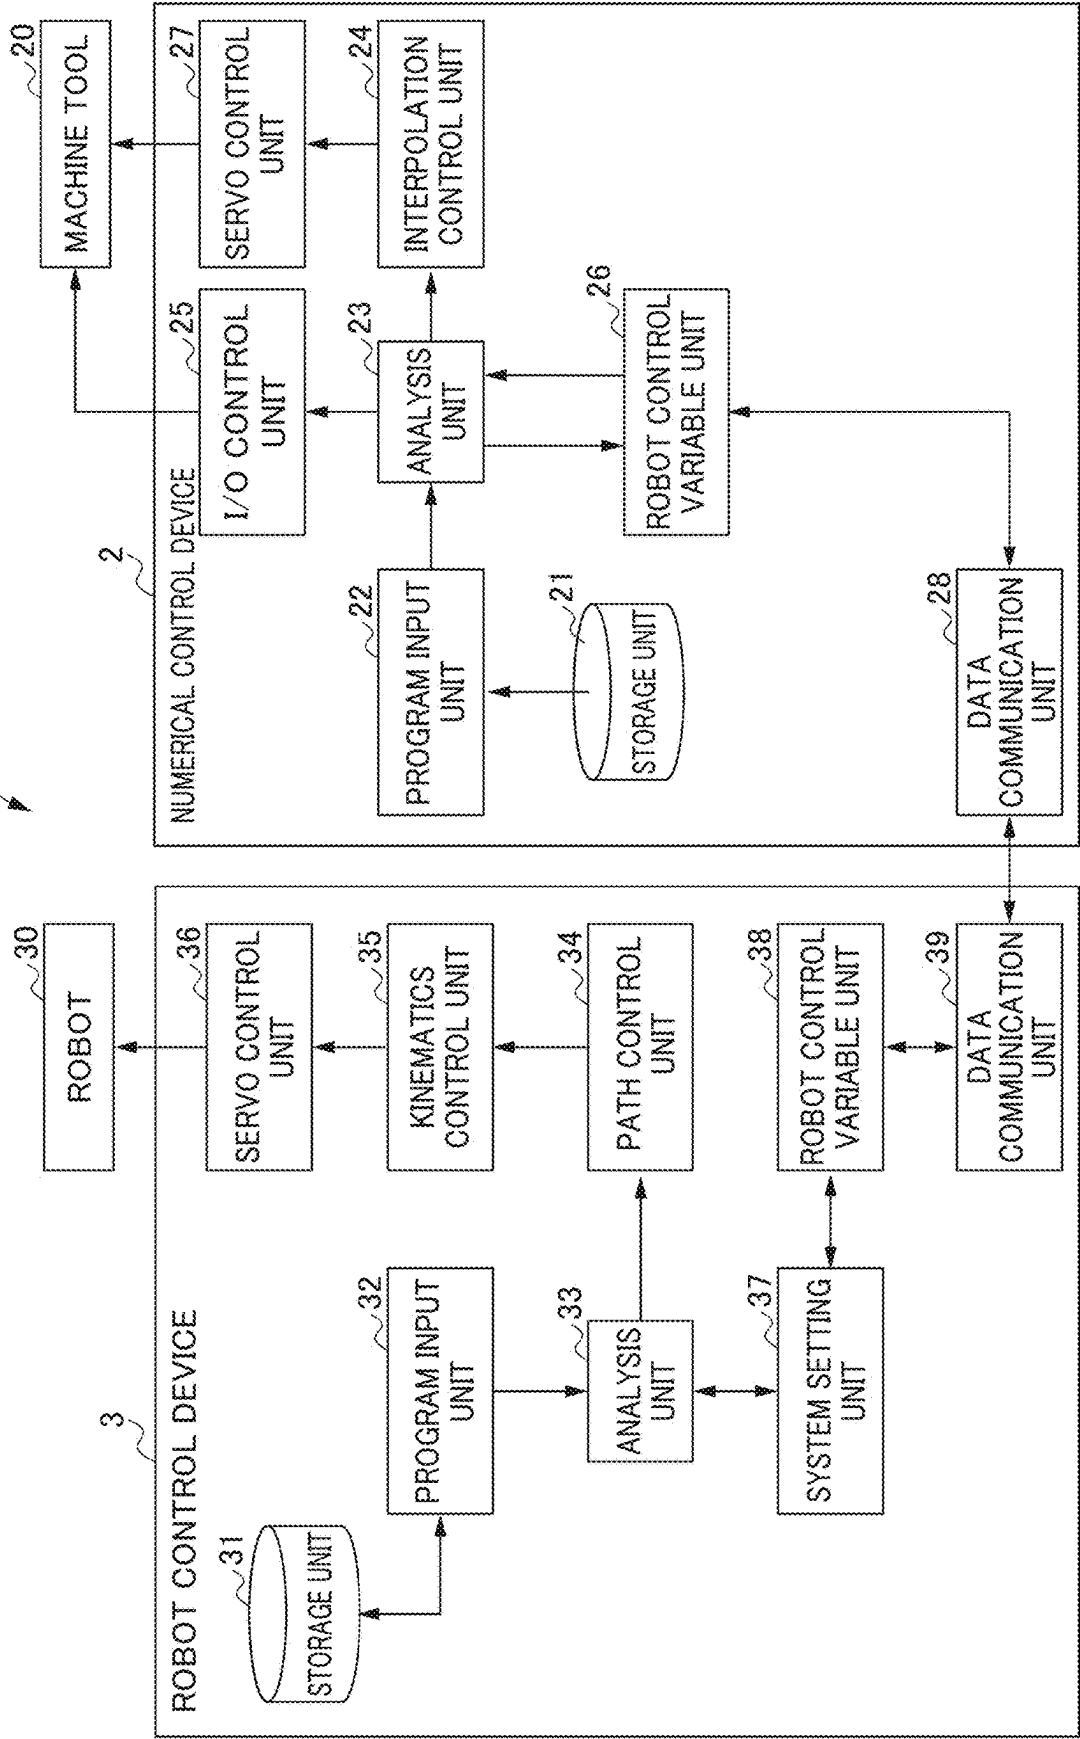 3
ROBOT CONTROL DEVICE
31
STORAGE UNIT
32
PROGRAM INPUT
UNIT
33
ANALYSIS
UNIT
37
SYSTEM SETTING
UNIT
30
ROBOT
36
SERVO CONTROL
UNIT
35
KINEMATICS
CONTROL UNIT
34
PATH CONTROL
UNIT
38
ROBOT CONTROL
VARIABLE UNIT
39
DATA
COMMUNICATION
UNIT
2
NUMERICAL CONTROL DEVICE
22
PROGRAM INPUT
UNIT
21
STORAGE UNIT
28
DATA
COMMUNICATION
UNIT
25
I/O CONTROL
UNIT
23
ANALYSIS
UNIT
26
ROBOT CONTROL
VARIABLE UNIT
20
MACHINE TOOL
27
SERVO CONTROL
UNIT
24
INTERPOLATION
CONTROL UNIT